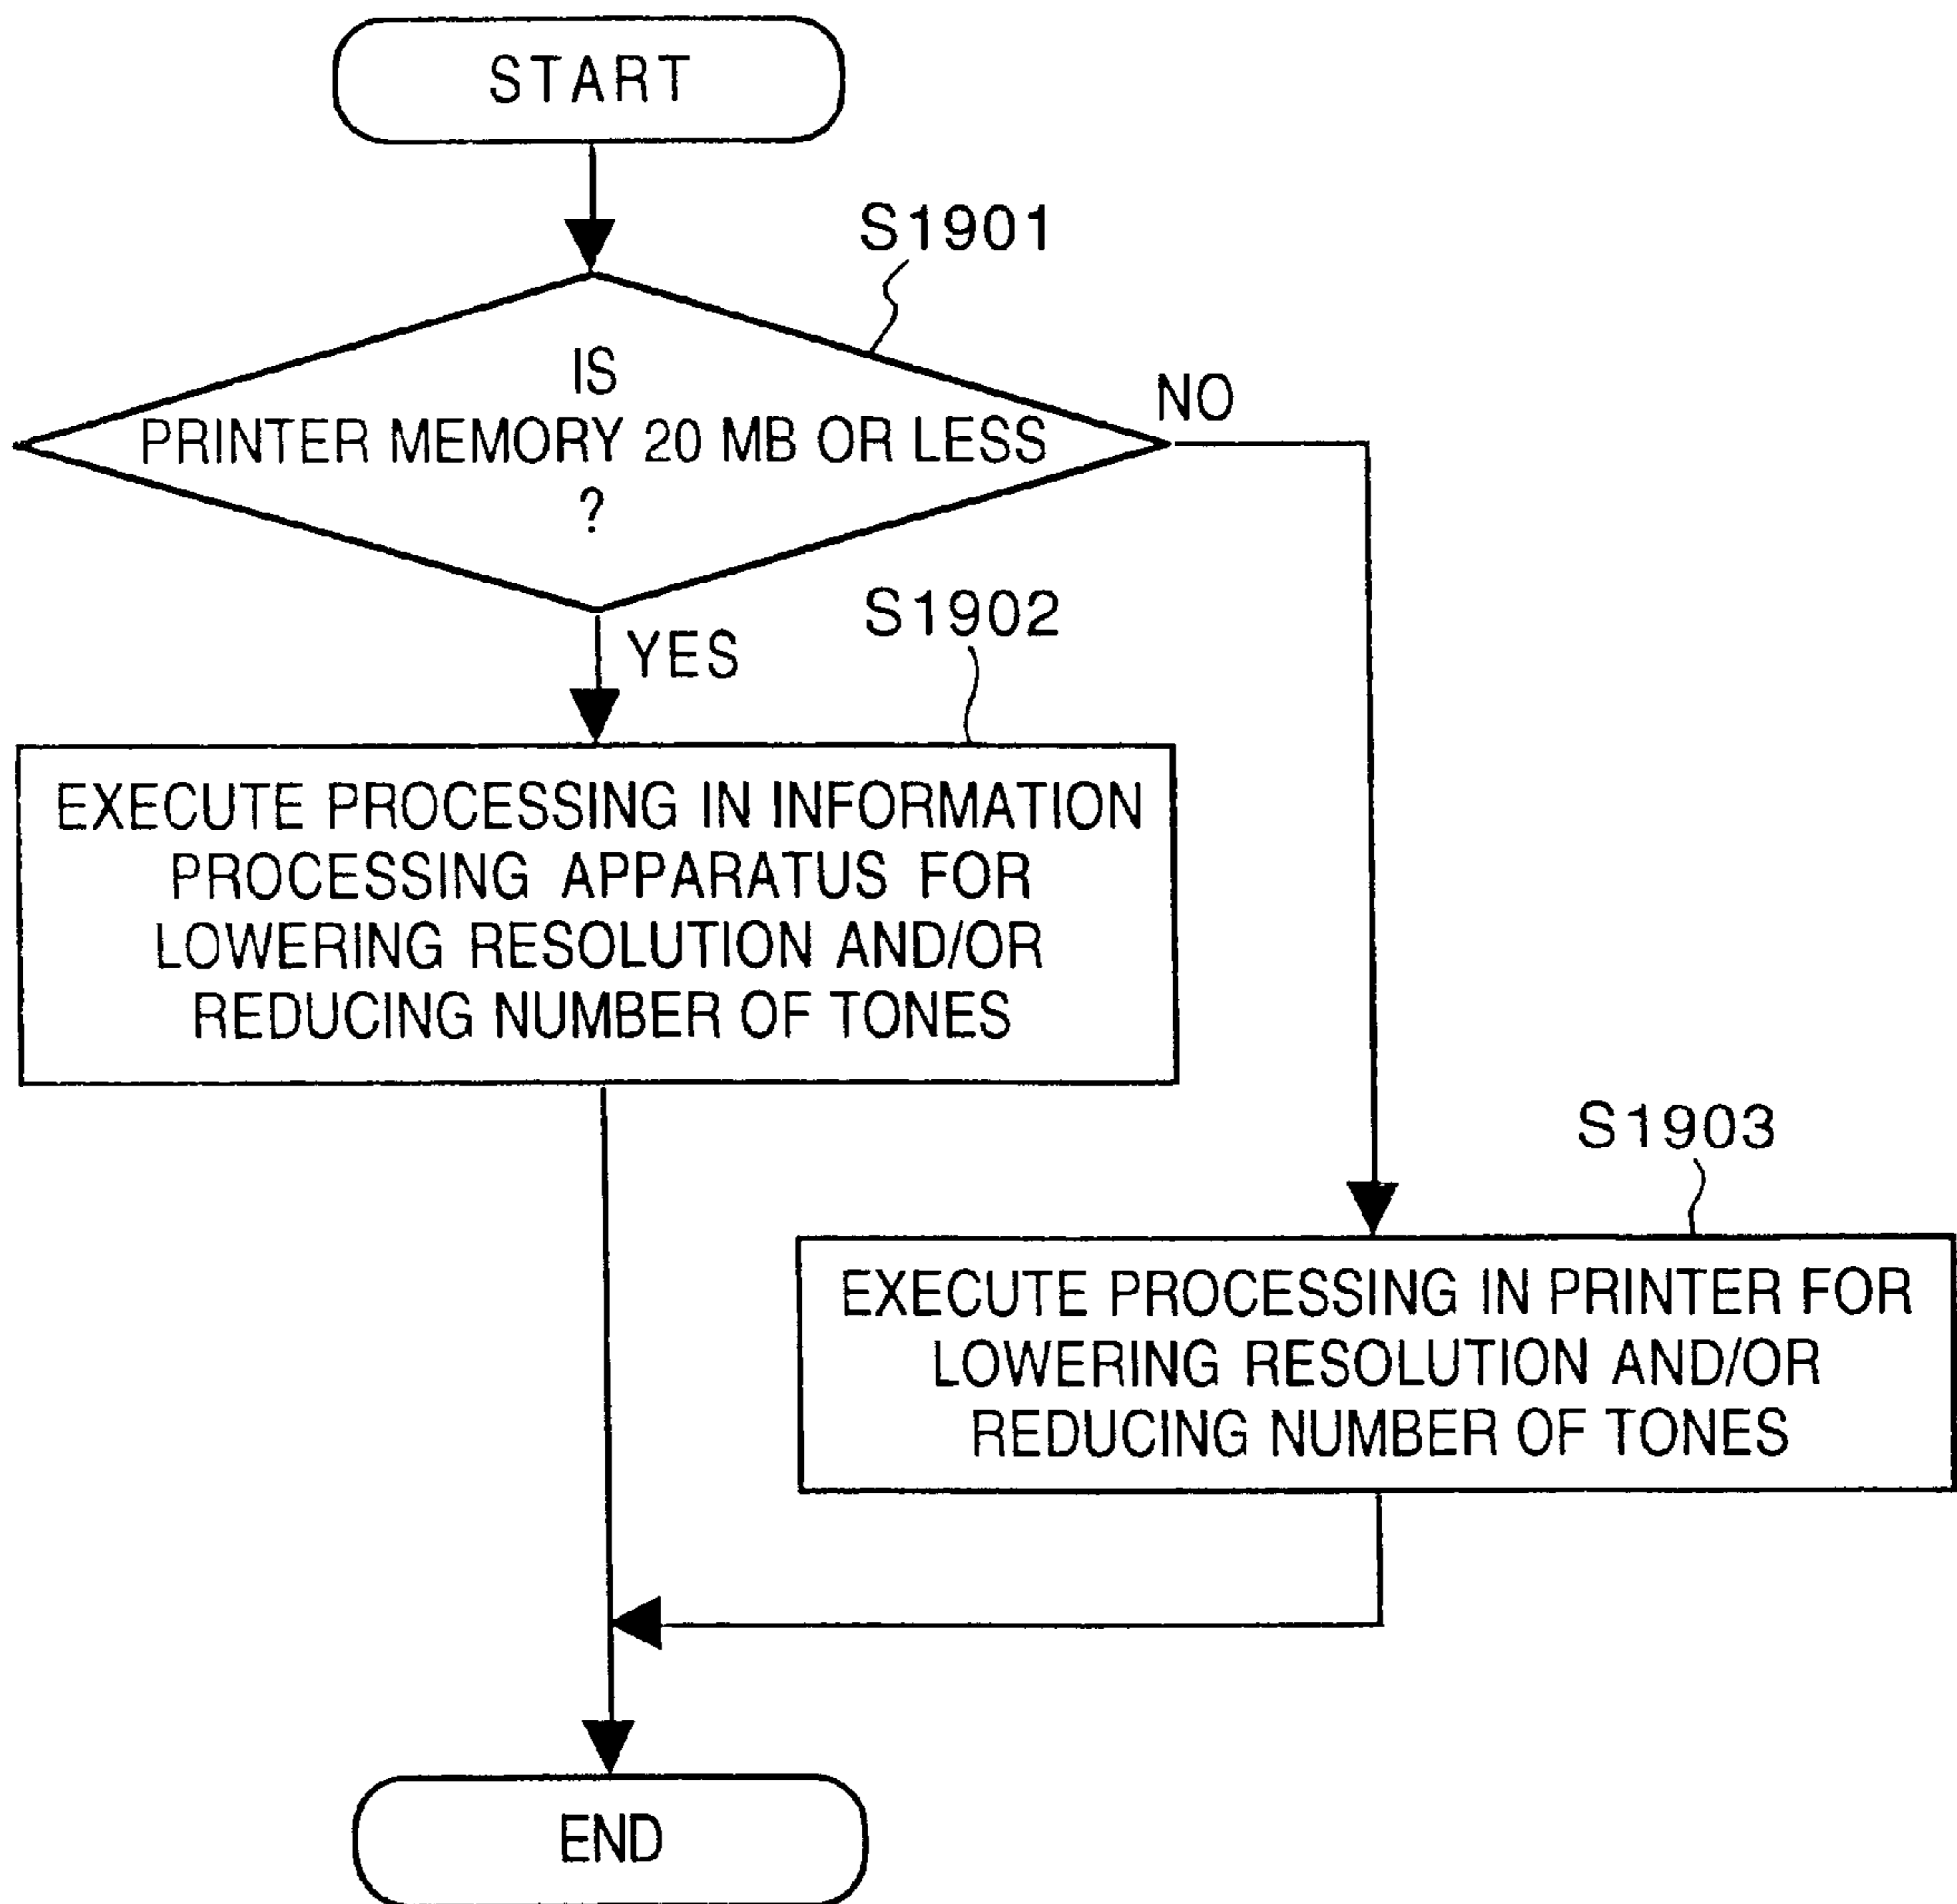 START
S1901
IS
PRINTER MEMORY 20 MB OR LESS
?
NO
YES
S1902
EXECUTE PROCESSING IN INFORMATION
PROCESSING APPARATUS FOR
LOWERING RESOLUTION AND/OR
REDUCING NUMBER OF TONES
S1903
EXECUTE PROCESSING IN PRINTER FOR
LOWERING RESOLUTION AND/OR
REDUCING NUMBER OF TONES
END